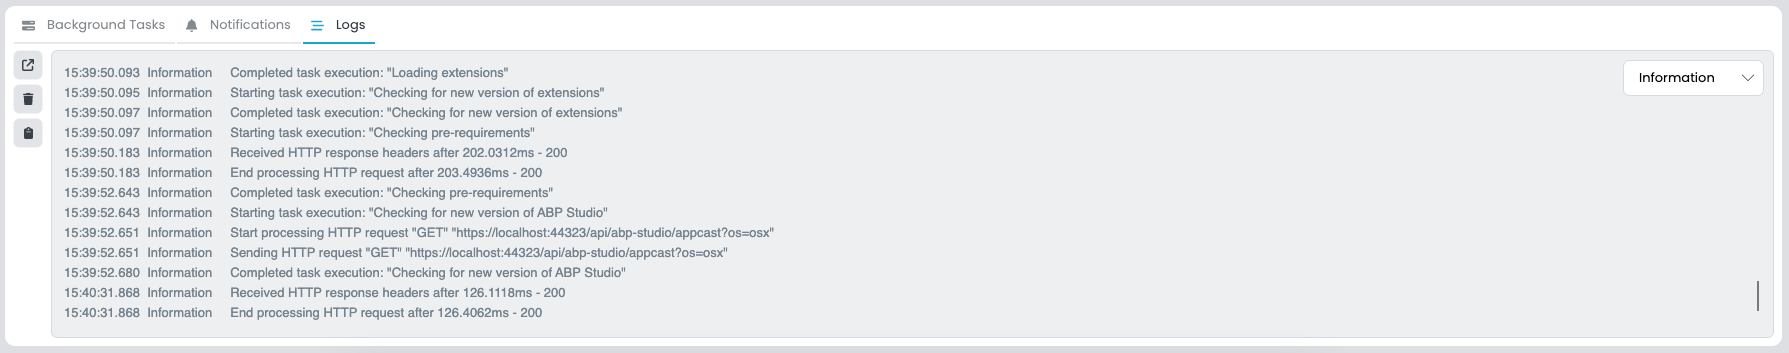 Background Tasks Notifications Logs
Information
15:39:50.093 Information Completed task execution: "Loading extensions"
15:39:50.095 Information Starting task execution: "Checking for new version of extensions"
15:39:50.097 Information Completed task execution: "Checking for new version of extensions"
15:39:50.097 Information Starting task execution: "Checking pre-requirements"
15:39:50.183 Information Received HTTP response headers after 202.0312ms - 200
15:39:50.183 Information End processing HTTP request after 203.4936ms - 200
15:39:52.643 Information Completed task execution: "Checking pre-requirements"
15:39:52.643 Information Starting task execution: "Checking for new version of ABP Studio"
15:39:52.651 Information Start processing HTTP request "GET" "https://localhost:44323/api/abp-studio/appcast?os=osx"
15:39:52.651 Information Sending HTTP request "GET" "https://localhost:44323/api/abp-studio/appcast?os=osx"
15:39:52.680 Information Completed task execution: "Checking for new version of ABP Studio"
15:40:31.868 Information Received HTTP response headers after 126.1118ms - 200
15:40:31.868 Information End processing HTTP request after 126.4062ms - 200